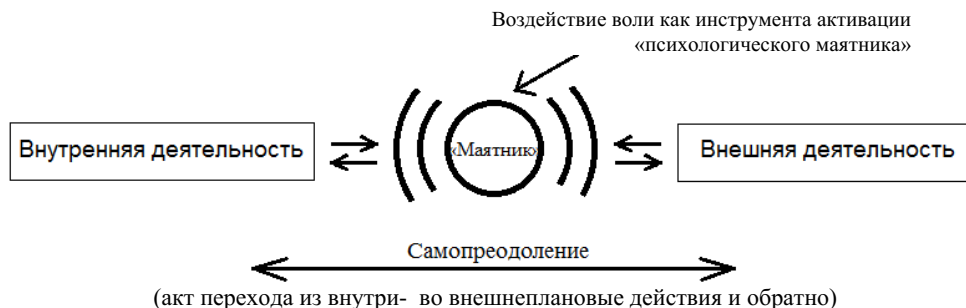 Воздействие воли как инструмента активации
«психологического маятника»
Внутренняя деятельность
«Маятник»
Внешняя деятельность
Самопреодоление
(акт перехода из внутри- во внешнеплановые действия и обратно)